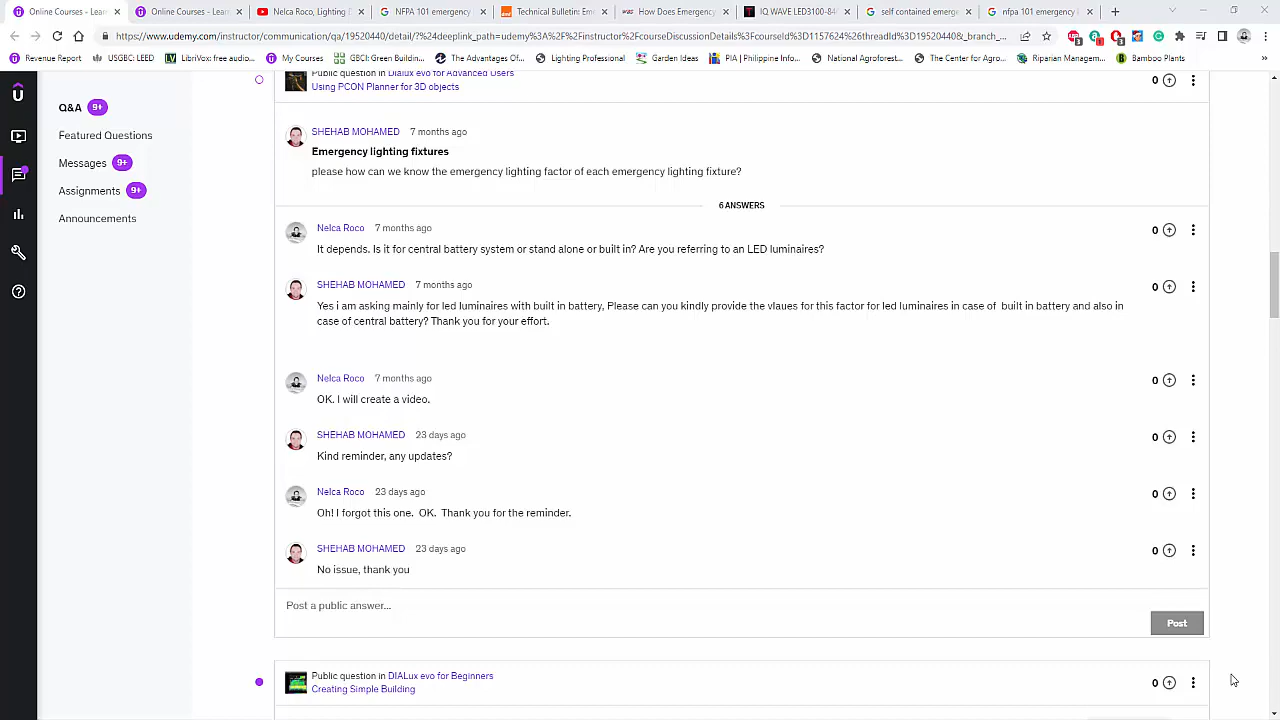 Online Courses - Lear
Online Courses - Learn
Nelca Roco, Lighting D
NFPA 101 emer
Technical Bulletin: Eme
How Does Emergen
IQ WAVE LED3100-84
self contained emerg
nfpa 101 emergency l
https://www.udemy.com/instructor/communication/qa/19520440/detail/?%24deeplink_path=udemy%3A%2F%2Finstructor%2FcourseDiscussionDetail%3FcourseId%3D1157624%26threadId%3D19520440&_branch_...
Revenue Report
USGBC: LEED
LibriVox: free audio...
My Courses
GBCI: Green Building...
The Advantages Of...
Lighting Professional
Garden Ideas
PIA | Philippine Info...
National Agroforest...
The Center for Agro...
Riparian Managem...
Bamboo Plants
»
Q&A 9+
Featured Questions
Messages 9+
Assignments 9+
Announcements
Public question in Dialux evo for Advanced Users
Using PCON Planner for 3D objects
0
SHEHAB MOHAMED 7 months ago
Emergency lighting fixtures
please how can we know the emergency lighting factor of each emergency lighting fixture?
6 ANSWERS
Nelca Roco 7 months ago
0
It depends. Is it for central battery system or stand alone or built in? Are you referring to an LED luminaires?
SHEHAB MOHAMED 7 months ago
0
Yes i am asking mainly for led luminaires with built in battery, Please can you kindly provide the vlaues for this factor for led luminaires in case of built in battery and also in
case of central battery? Thank you for your effort.
Nelca Roco 7 months ago
0
OK. I will create a video.
SHEHAB MOHAMED 23 days ago
0
Kind reminder, any updates?
Nelca Roco 23 days ago
0
Oh! I forgot this one. OK. Thank you for the reminder.
SHEHAB MOHAMED 23 days ago
0
No issue, thank you
Post a public answer...
Post
Public question in DIALux evo for Beginners
Creating Simple Building
0